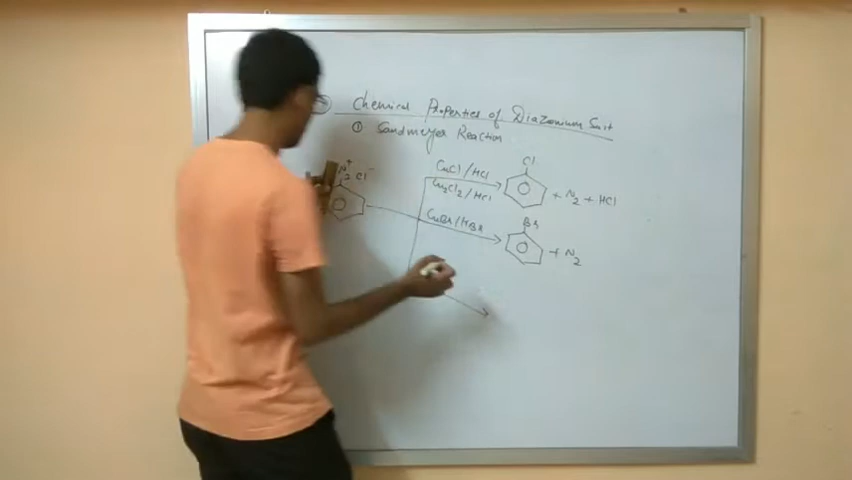 Chemical Properties of Diazonium Salt
① Sandmeyer Reaction
N₂⁺ Cl⁻
CuCl / HCl
Cu₂Cl₂ / HCl
Cl
+ N₂ + HCl
CuBr / HBr
Br
+ N₂